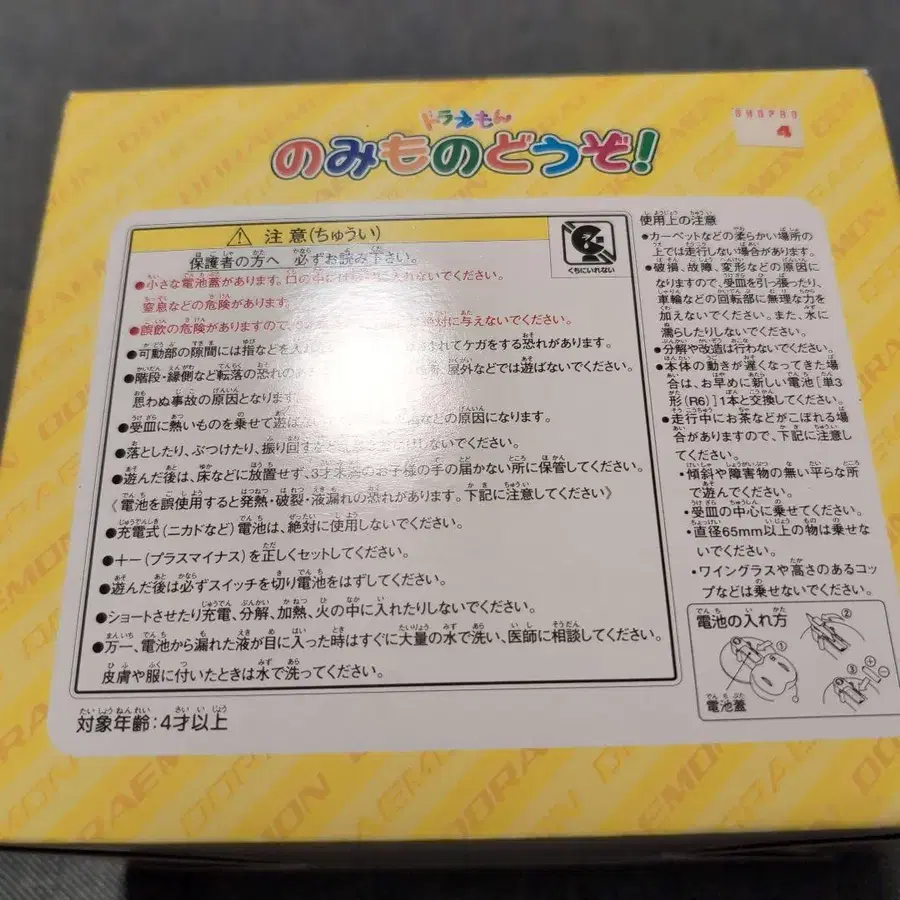 ドラえもん
のみものどうぞ!
SHOPRO
4
⚠ 注意(ちゅうい)
保護者の方へ 必ずお読み下さい。
くちにいれない
●小さな電池蓋があります。口の中には入れないでください。
窒息などの危険があります。
●誤飲の危険がありますので、絶対に与えないでください。
●可動部の隙間には指などを入れ まれてケガをする恐れがあります。
●階段・縁側など転落の恐れのあ 屋外などでは遊ばないでください。
思わぬ事故の原因となります。
●受皿に熱いものを乗せて遊ば などの原因になります。
●落としたり、ぶつけたり、振り回す しないでください。
●遊んだ後は、床などに放置せず、3才未満のお子様の手の届かない所に保管してください。
《電池を誤使用すると発熱・破裂・液漏れの恐れがあります。下記に注意してください》
●充電式(ニカドなど)電池は、絶対に使用しないでください。
●+-(プラスマイナス)を正しくセットしてください。
●遊んだ後は必ずスイッチを切り電池をはずしてください。
●ショートさせたり充電、分解、加熱、火の中に入れたりしないでください。
●万一、電池から漏れた液が目に入った時はすぐに大量の水で洗い、医師に相談してください。
皮膚や服に付いたときは水で洗ってください。
対象年齢:4才以上
使用上の注意
●カーペットなどの柔らかい場所の
上では走行しない場合があります。
●破損、故障、変形などの原因に
なりますので、受皿を引っ張ったり、
車輪などの回転部に無理な力を
加えないでください。また、水に
濡らしたりしないでください。
●分解や改造は行わないでください。
●本体の動きが遅くなってきた場
合は、お早めに新しい電池[単3
形(R6)]1本と交換してください。
●走行中にお茶などがこぼれる場
合がありますので、下記に注意し
てください。
・傾斜や障害物の無い平らな所
で遊んでください。
・受皿の中心に乗せてください。
・直径65mm以上の物は乗せな
いでください。
・ワイングラスや高さのあるコッ
プなどは乗せないでください。
電池の入れ方
①
②
③
電池蓋